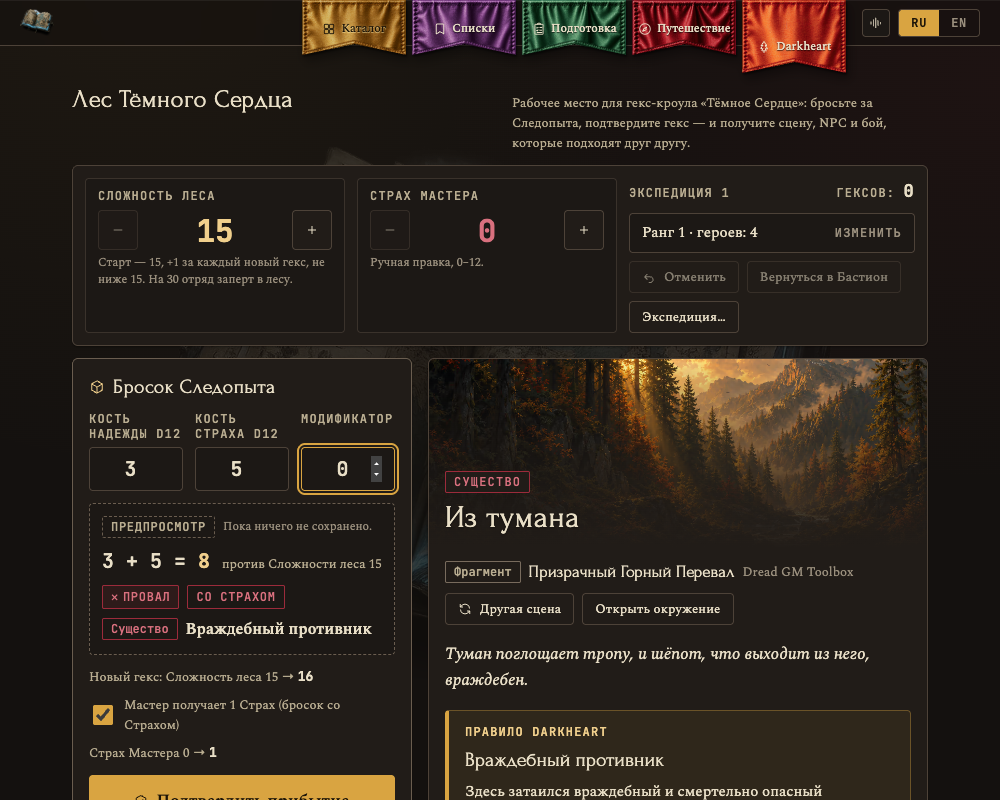 Каталог
Списки
Подготовка
Путешествие
Darkheart
RU
EN
Лес Тёмного Сердца
Рабочее место для гекс-кроула «Тёмное Сердце»: бросьте за
Следопыта, подтвердите гекс — и получите сцену, NPC и бой,
которые подходят друг другу.
СЛОЖНОСТЬ ЛЕСА
− 15 +
Старт — 15, +1 за каждый новый гекс, не
ниже 15. На 30 отряд заперт в лесу.
СТРАХ МАСТЕРА
− 0 +
Ручная правка, 0–12.
ЭКСПЕДИЦИЯ 1
ГЕКСОВ: 0
Ранг 1 · героев: 4
ИЗМЕНИТЬ
Отменить
Вернуться в Бастион
Экспедиция…
Бросок Следопыта
КОСТЬ
НАДЕЖДЫ D12
КОСТЬ
СТРАХА D12
МОДИФИКАТОР
3
5
0
ПРЕДПРОСМОТР
Пока ничего не сохранено.
3 + 5 = 8 против Сложности леса 15
× ПРОВАЛ
СО СТРАХОМ
Существо
Враждебный противник
Новый гекс: Сложность леса 15 → 16
Мастер получает 1 Страх (бросок со
Страхом)
Страх Мастера 0 → 1
Подтвердить прибытие
СУЩЕСТВО
Из тумана
Фрагмент
Призрачный Горный Перевал
Dread GM Toolbox
Другая сцена
Открыть окружение
Туман поглощает тропу, и шёпот, что выходит из него,
враждебен.
ПРАВИЛО DARKHEART
Враждебный противник
Здесь затаился враждебный и смертельно опасный